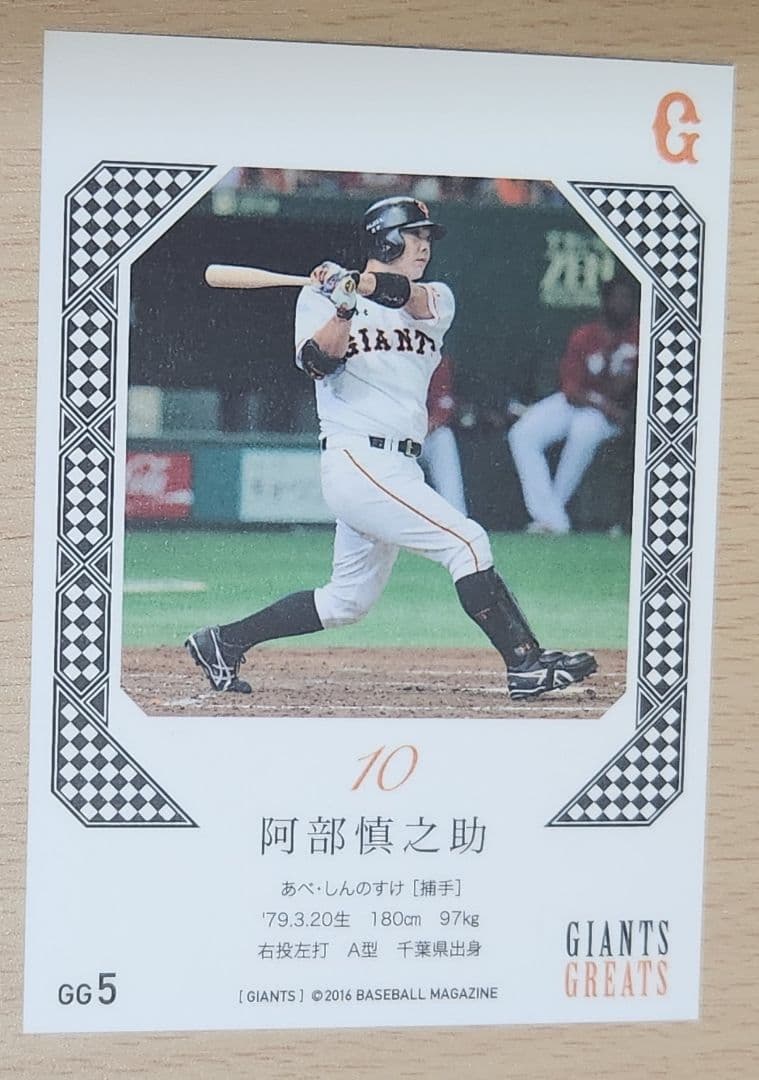 G
GIANTS
10
阿部慎之助
あべ・しんのすけ [捕手]
'79.3.20生 180cm 97kg
右投左打 A型 千葉県出身
GIANTS
GREATS
GG5
[GIANTS] ©2016 BASEBALL MAGAZINE